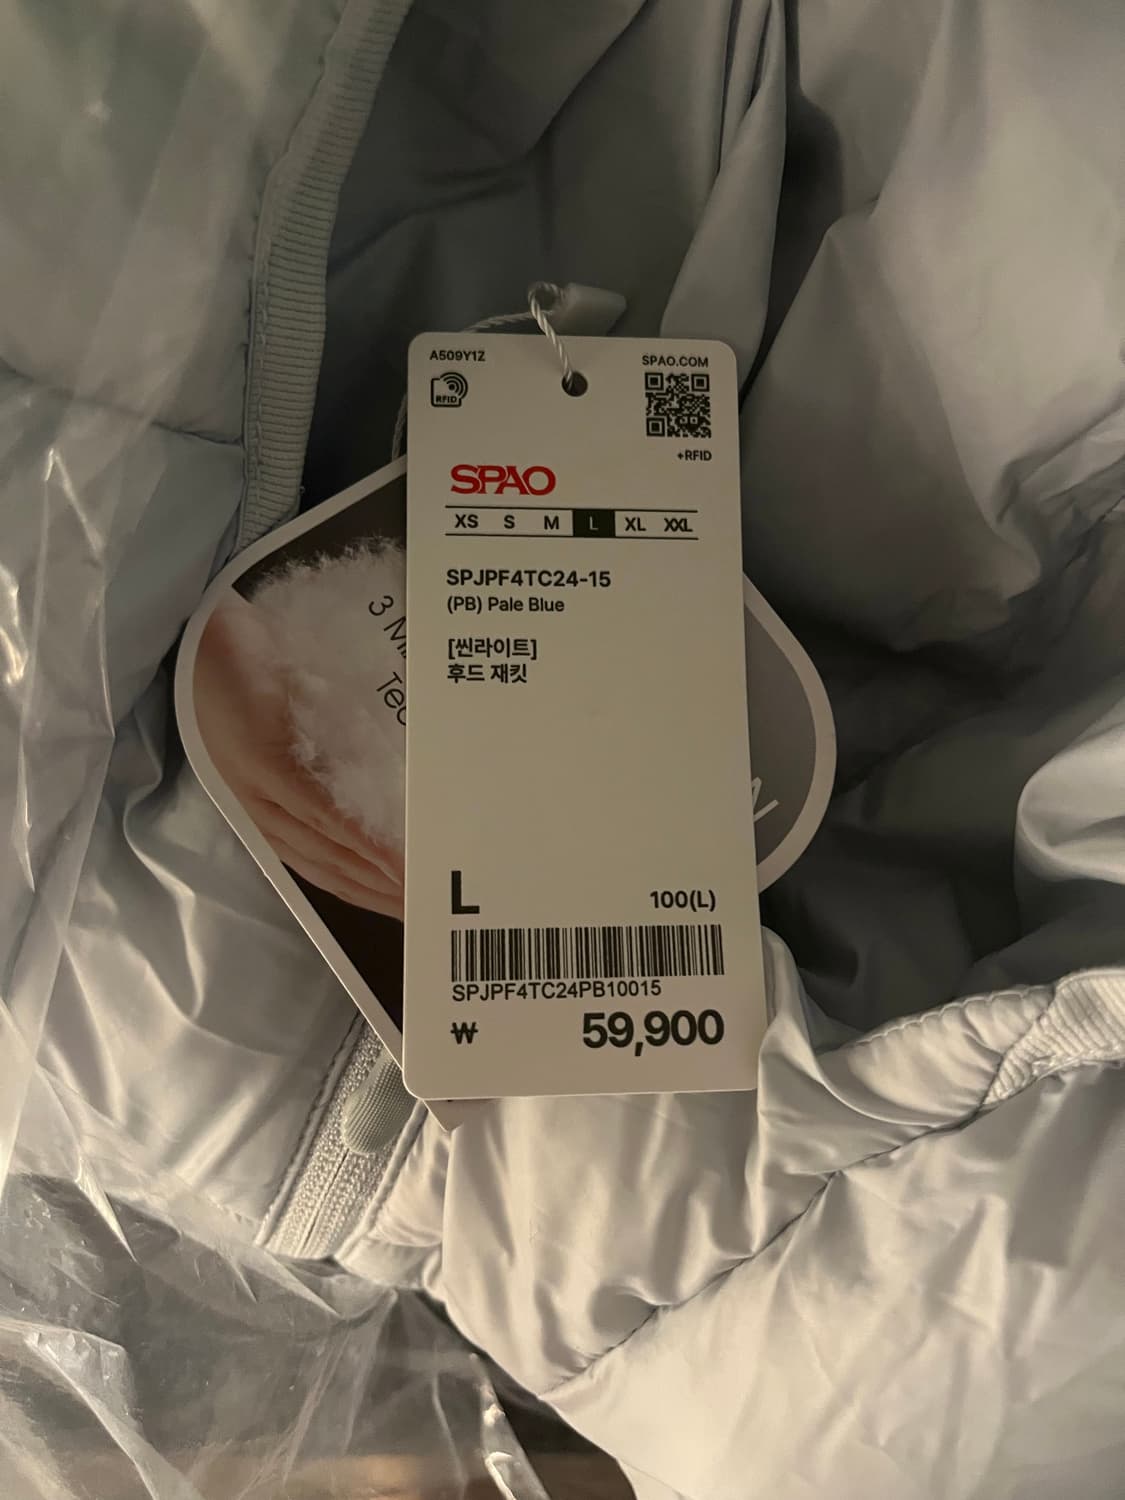 A509Y1Z
SPAO.COM
RFID
+RFID
SPAO
XS S M L XL XXL
SPJPF4TC24-15
(PB) Pale Blue
[씬라이트]
후드 재킷
3
L
100(L)
SPJPF4TC24PB10015
₩ 59,900